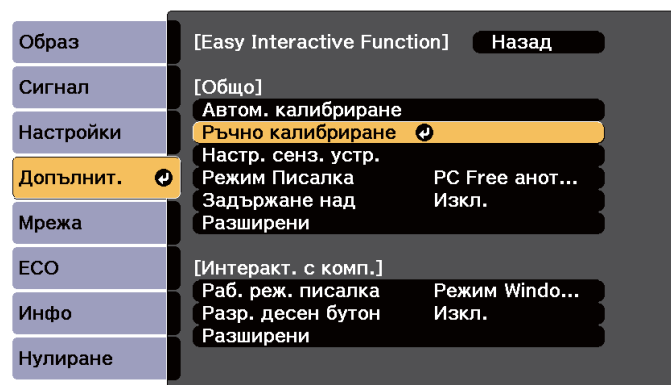 Образ
Сигнал
Настройки
Допълнит.
Мрежа
ECO
Инфо
Нулиране
[Easy Interactive Function] Назад
[Общо]
Автом. калибриране
Ръчно калибриране
Настр. сенз. устр.
Режим Писалка PC Free анот...
Задържане над Изкл.
Разширени
[Интеракт. с комп.]
Раб. реж. писалка Режим Windo...
Разр. десен бутон Изкл.
Разширени